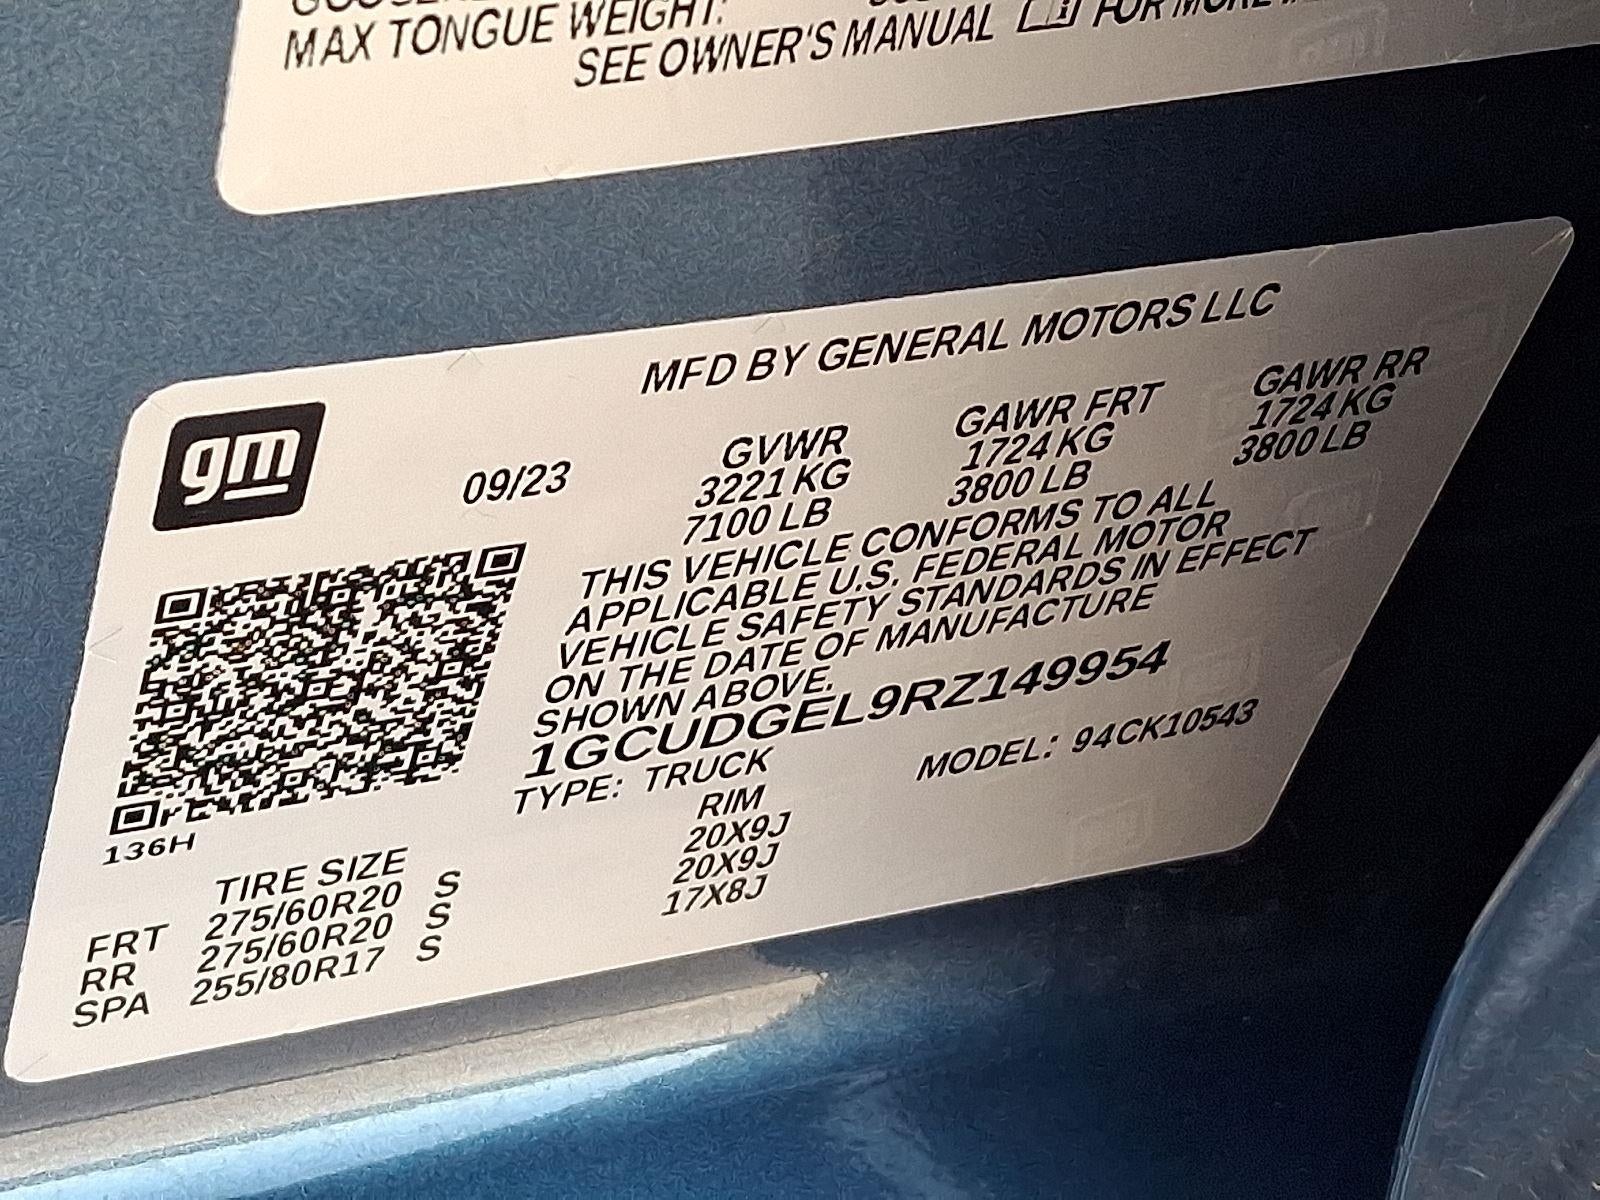 MAX TONGUE WEIGHT:
SEE OWNER'S MANUAL FOR MORE
MFD BY GENERAL MOTORS LLC
gm
09/23
GVWR GAWR FRT GAWR RR
3221 KG 1724 KG 1724 KG
7100 LB 3800 LB 3800 LB
THIS VEHICLE CONFORMS TO ALL
APPLICABLE U.S. FEDERAL MOTOR
VEHICLE SAFETY STANDARDS IN EFFECT
ON THE DATE OF MANUFACTURE
SHOWN ABOVE.
1GCUDGEL9RZ149954
TYPE: TRUCK MODEL: 94CK10543
136H
TIRE SIZE RIM
FRT 275/60R20 S 20X9J
RR 275/60R20 S 20X9J
SPA 255/80R17 S 17X8J